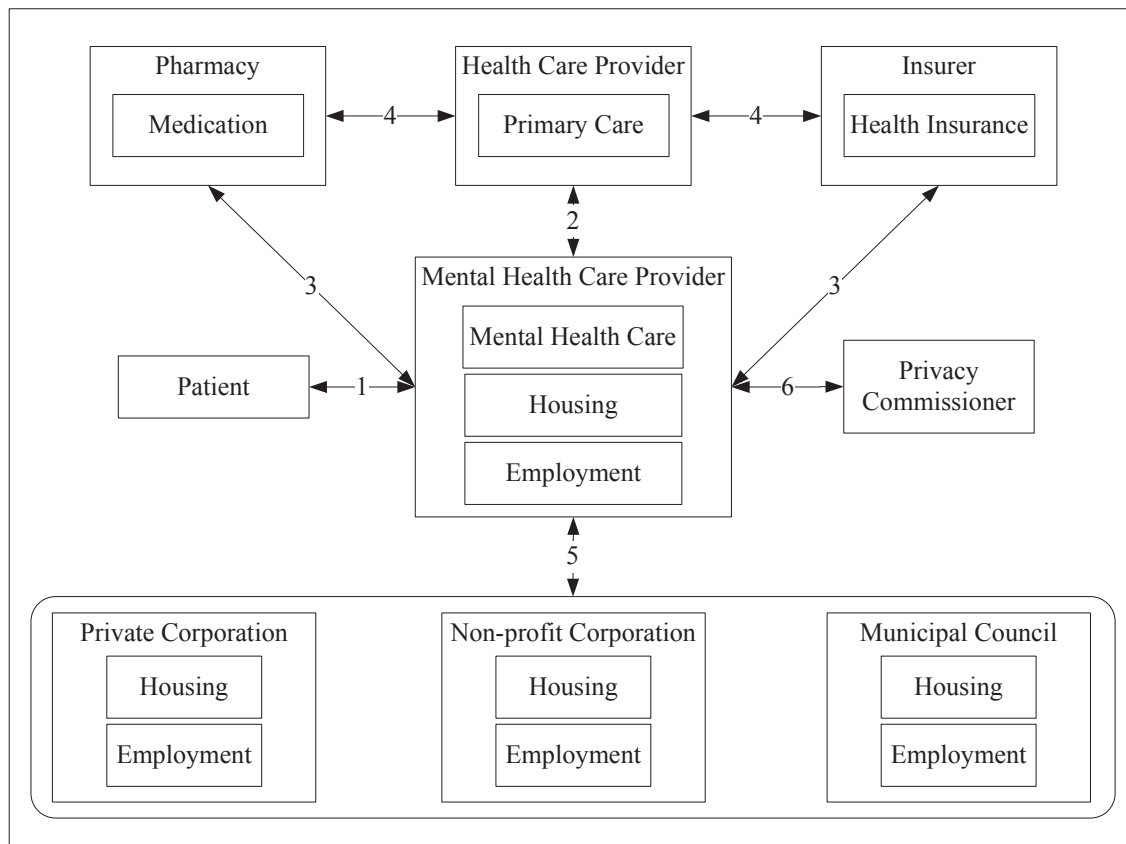 Pharmacy
Health Care Provider
Insurer
Medication
4
Primary Care
4
Health Insurance
2
3
Mental Health Care Provider
3
Mental Health Care
Patient
1
Housing
6
Privacy
Commissioner
Employment
5
Private Corporation
Non-profit Corporation
Municipal Council
Housing
Housing
Housing
Employment
Employment
Employment